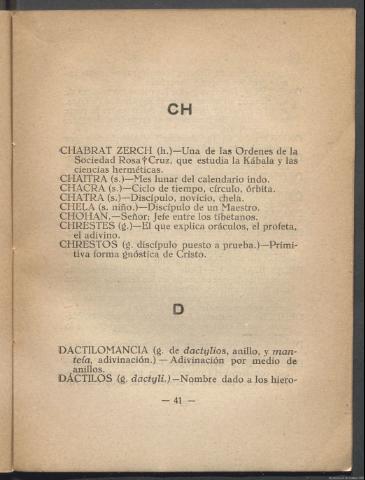 CH
CHABRAT ZERCH (h.)—Una de las Ordenes de la
Sociedad Rosa✝Cruz, que estudia la Kábala y las
ciencias herméticas.
CHAITRA (s.)—Mes lunar del calendario indo.
CHACRA (s.)—Ciclo de tiempo, círculo, órbita.
CHATRA (s.)—Discípulo, novicio, chela.
CHELA (s. niño.)—Discípulo de un Maestro.
CHOHAN.—Señor; Jefe entre los tibetanos.
CHRESTES (g.)—El que explica oráculos, el profeta,
el adivino.
CHRESTOS (g. discípulo puesto a prueba.)—Primi-
tiva forma gnóstica de Cristo.
D
DACTILOMANCIA (g. de dactylios, anillo, y man-
teía, adivinación.)—Adivinación por medio de
anillos.
DÁCTILOS (g. dactyli.)—Nombre dado a los hiero-
— 41 —